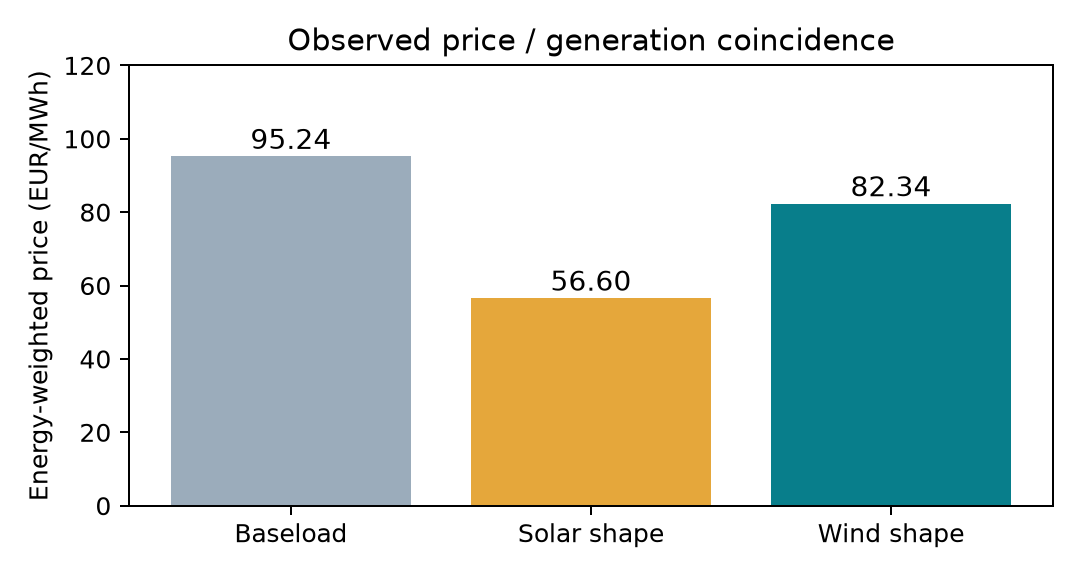 Observed price / generation coincidence
Energy-weighted price (EUR/MWh)
120
100
80
60
40
20
0
95.24
56.60
82.34
Baseload
Solar shape
Wind shape